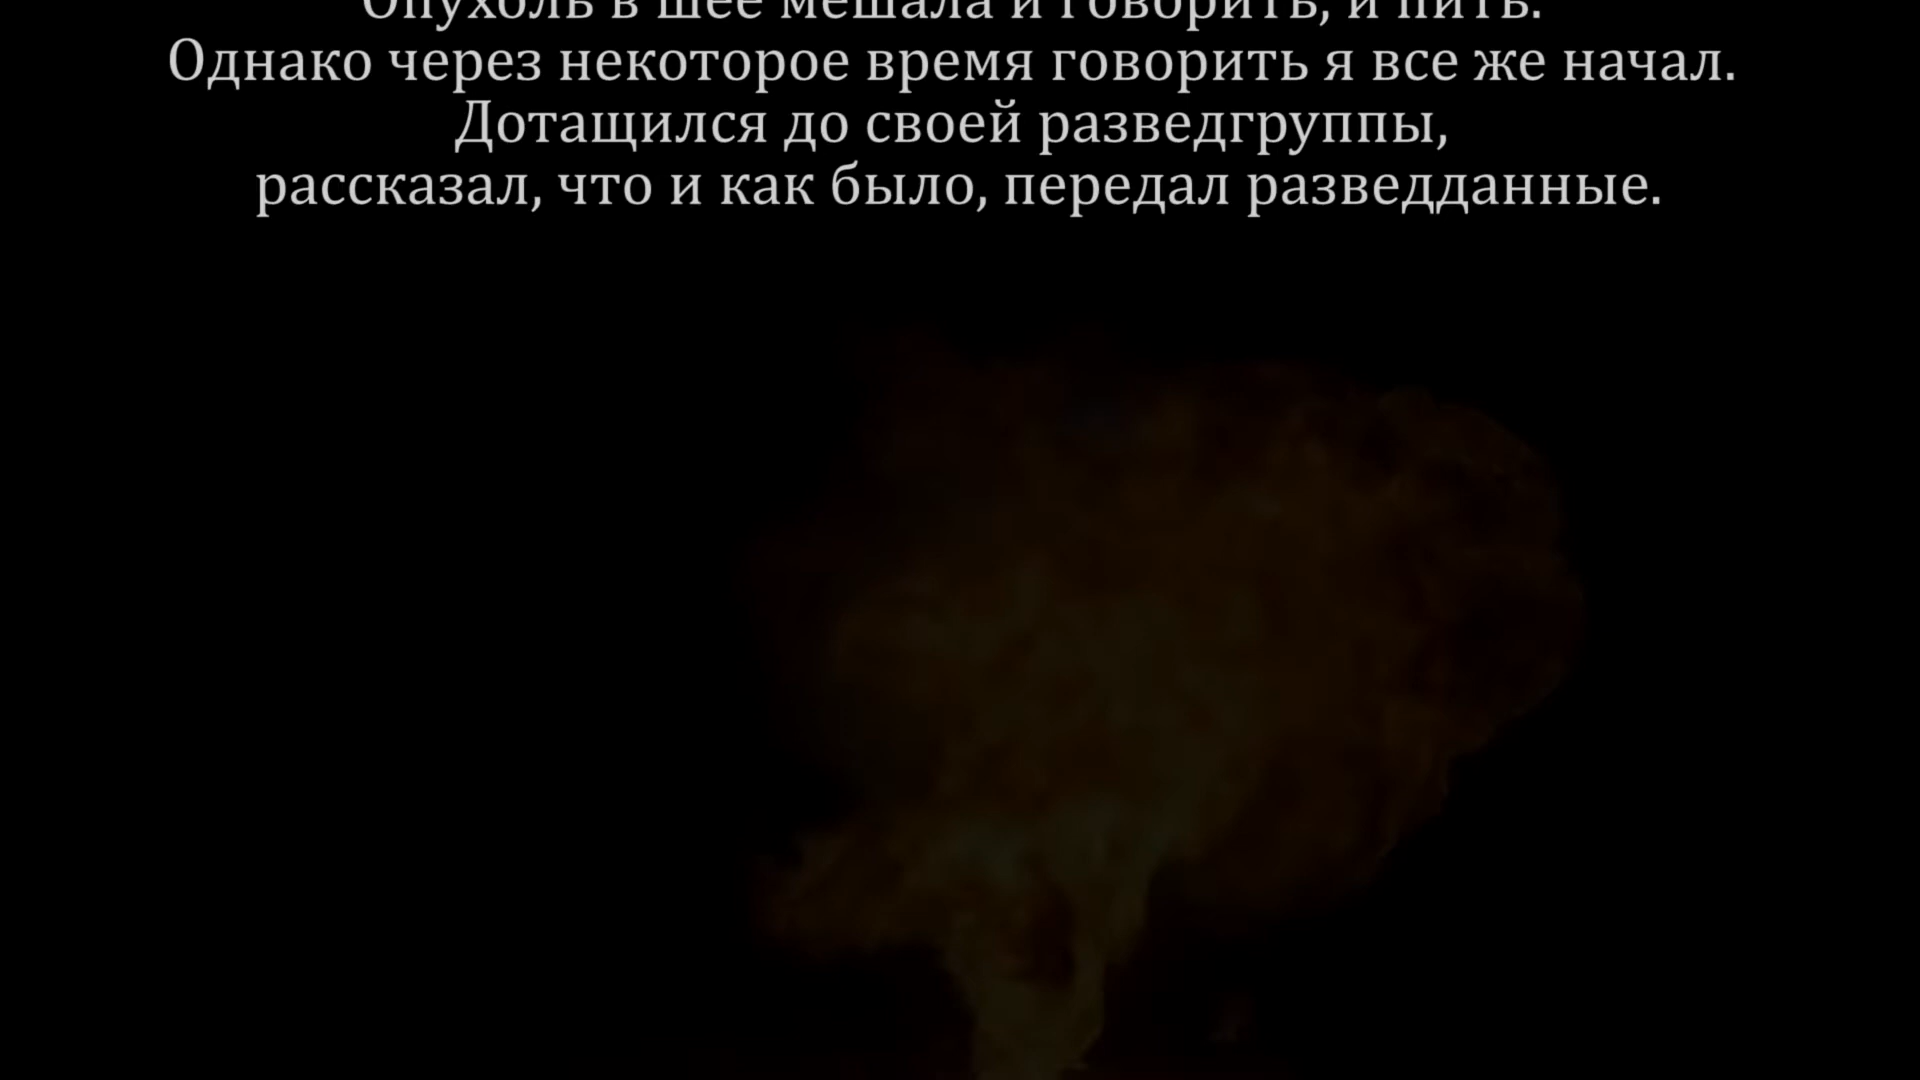 Опухоль в шее мешала и говорить, и пить.
Однако через некоторое время говорить я все же начал.
Дотащился до своей разведгруппы,
рассказал, что и как было, передал разведданные.